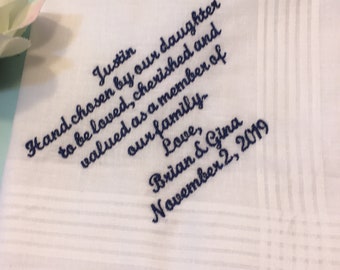 Justin
Hand chosen by our daughter
to be loved, cherished and
valued as a member of
our family..
Love,
Brian & Gina
November 2, 2019